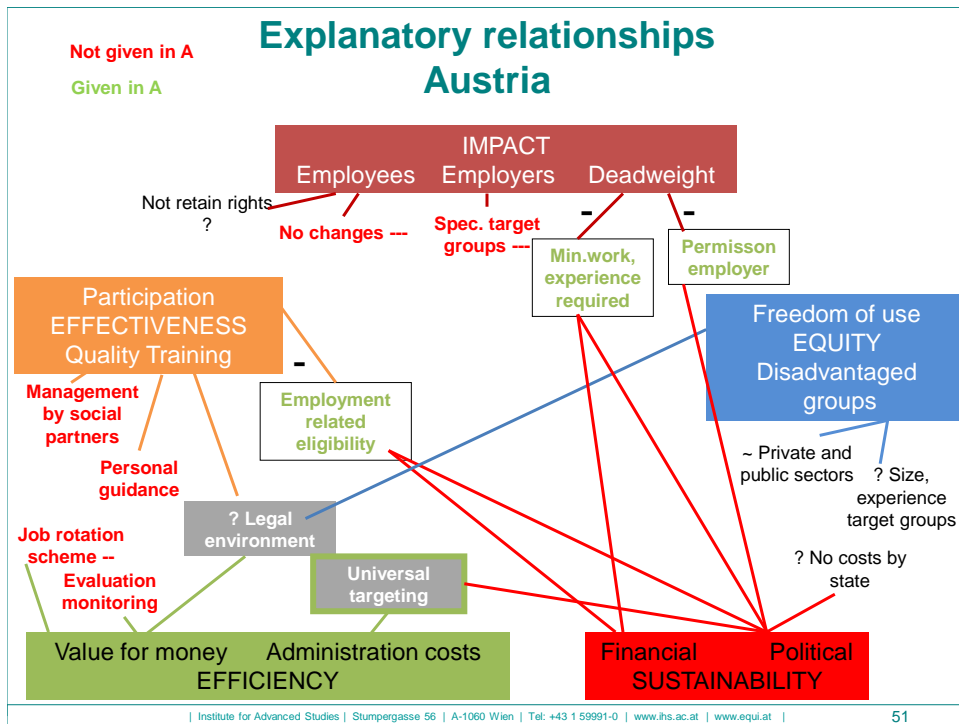 Explanatory relationships
Austria
Not given in A
Given in A
IMPACT
Employees Employers Deadweight
Not retain rights
?
No changes ---
Spec. target
groups ---
-
-
Min.work,
experience
required
Permisson
employer
Participation
EFFECTIVENESS
Quality Training
Freedom of use
EQUITY
Disadvantaged
groups
-
Management
by social
partners
Employment
related
eligibility
Personal
guidance
~ Private and
public sectors
? Size,
experience
target groups
? Legal
environment
Job rotation
scheme --
Evaluation
monitoring
Universal
targeting
? No costs by
state
Value for money Administration costs
EFFICIENCY
Financial Political
SUSTAINABILITY
| Institute for Advanced Studies | Stumpergasse 56 | A-1060 Wien | Tel: +43 1 59991-0 | www.ihs.ac.at | www.equi.at |
51